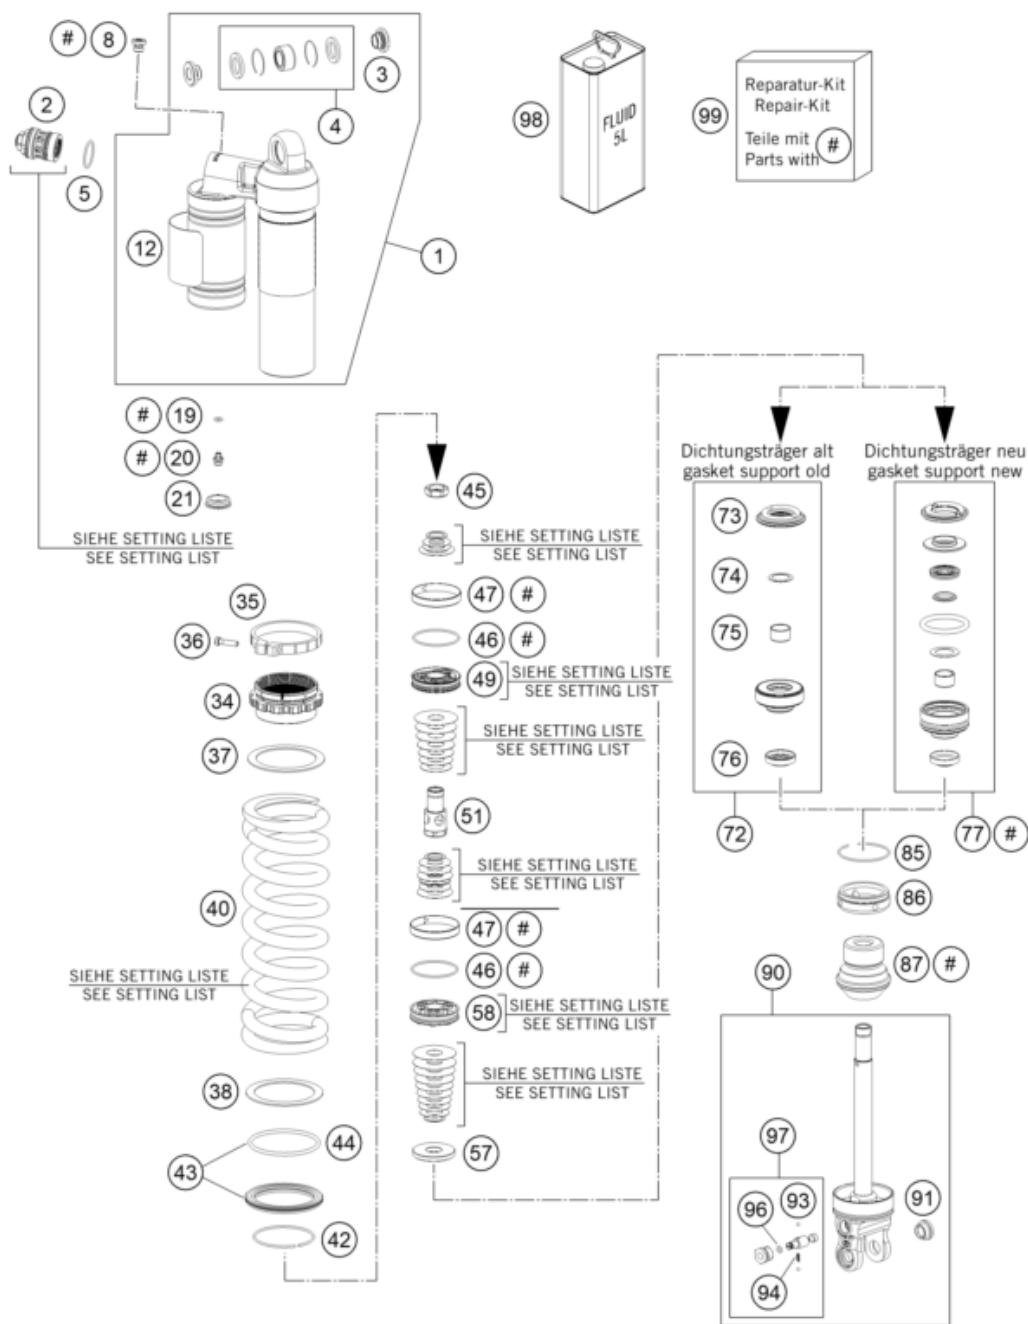 # 8
2
5
4
3
12
1
98
FLUID
5L
99
Reparatur-Kit
Repair-Kit
Teile mit
Parts with #
# 19
# 20
21
SIEHE SETTING LISTE
SEE SETTING LIST
35
36
34
37
40
SIEHE SETTING LISTE
SEE SETTING LIST
38
44
43
42
45
SIEHE SETTING LISTE
SEE SETTING LIST
47 #
46 #
49
SIEHE SETTING LISTE
SEE SETTING LIST
SIEHE SETTING LISTE
SEE SETTING LIST
51
SIEHE SETTING LISTE
SEE SETTING LIST
47 #
46 #
58
SIEHE SETTING LISTE
SEE SETTING LIST
SIEHE SETTING LISTE
SEE SETTING LIST
57
Dichtungsträger alt
gasket support old
73
74
75
76
72
Dichtungsträger neu
gasket support new
77 #
85
86
87 #
90
97
96
93
94
91